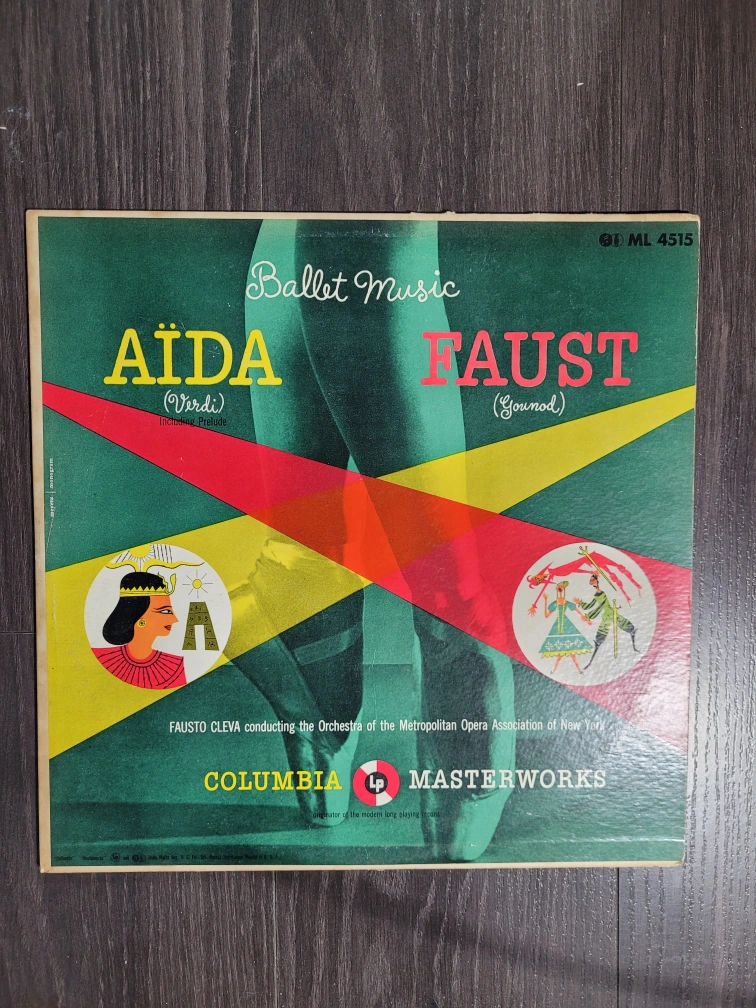 ML 4515
Ballet Music
AÏDA
(Verdi)
Including Prelude
FAUST
(Gounod)
FAUSTO CLEVA conducting the Orchestra of the Metropolitan Opera Association of New York
COLUMBIA Lp MASTERWORKS
originator of the modern long playing record